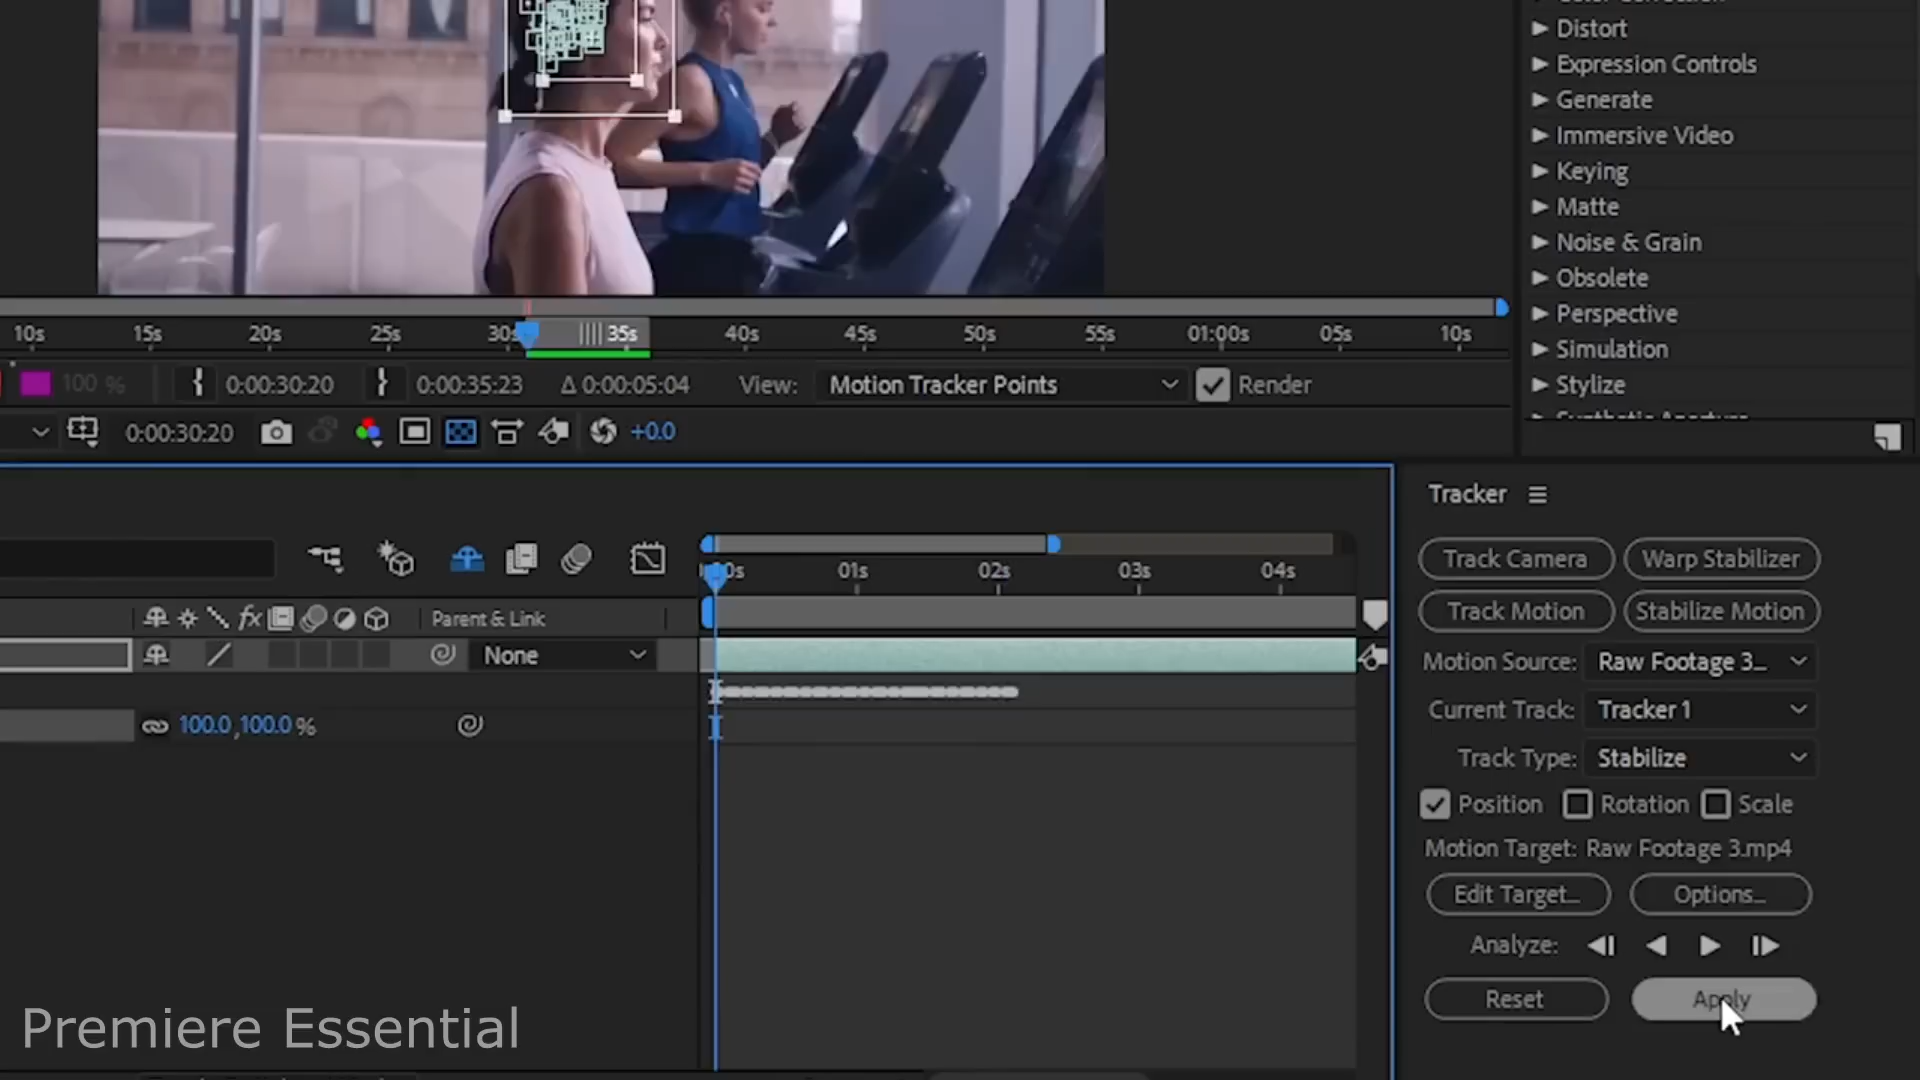 Distort
Expression Controls
Generate
Immersive Video
Keying
Matte
Noise & Grain
Obsolete
Perspective
Simulation
Stylize
10s 15s 20s 25s 30s 35s 40s 45s 50s 55s 01:00s 05s 10s
100 % { 0:00:30:20 } 0:00:35:23 Δ 0:00:05:04 View: Motion Tracker Points Render
0:00:30:20 +0.0
Tracker
Track Camera Warp Stabilizer
Track Motion Stabilize Motion
Motion Source: Raw Footage 3...
Current Track: Tracker 1
Track Type: Stabilize
Position Rotation Scale
Motion Target: Raw Footage 3.mp4
Edit Target... Options...
Analyze:
Reset Apply
01s 02s 03s 04s
fx Parent & Link
None
100.0,100.0 %
Premiere Essential